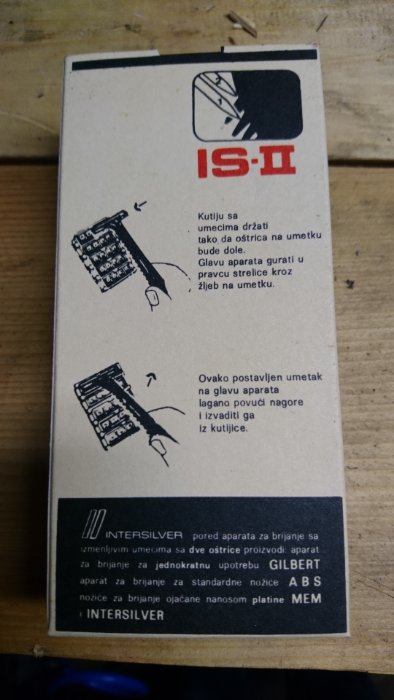 2
1
IS-II
Kutiju sa
umecima držati
tako da oštrica na umetku
bude dole.
Glavu aparata gurati u
pravcu strelice kroz
žljeb na umetku.
Ovako postavljen umetak
na glavu aparata
lagano povući nagore
i izvaditi ga
iz kutijice.
INTERSILVER pored aparata za brijanje sa
izmenljivim umecima sa dve oštrice proizvodi: aparat
za brijanje za jednokratnu upotrebu GILBERT
aparat za brijanje za standardne nožice ABS
nožice za brijanje ojačane nanosom platine MEM
i INTERSILVER